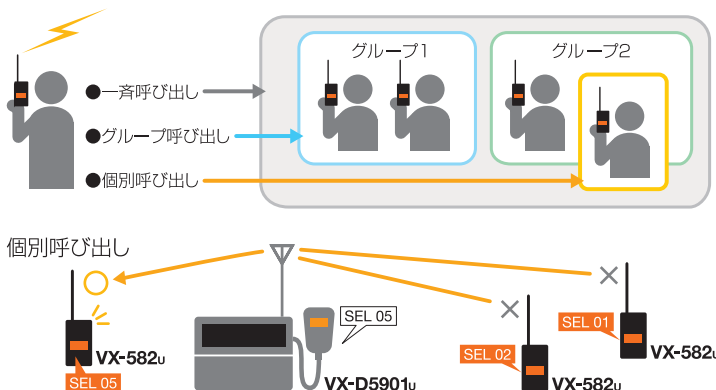 グループ1
グループ2
●一斉呼び出し
●グループ呼び出し
●個別呼び出し
個別呼び出し
SEL 05
SEL 01
VX-582U
VX-582U
SEL 02
SEL 05
VX-D5901U
VX-582U